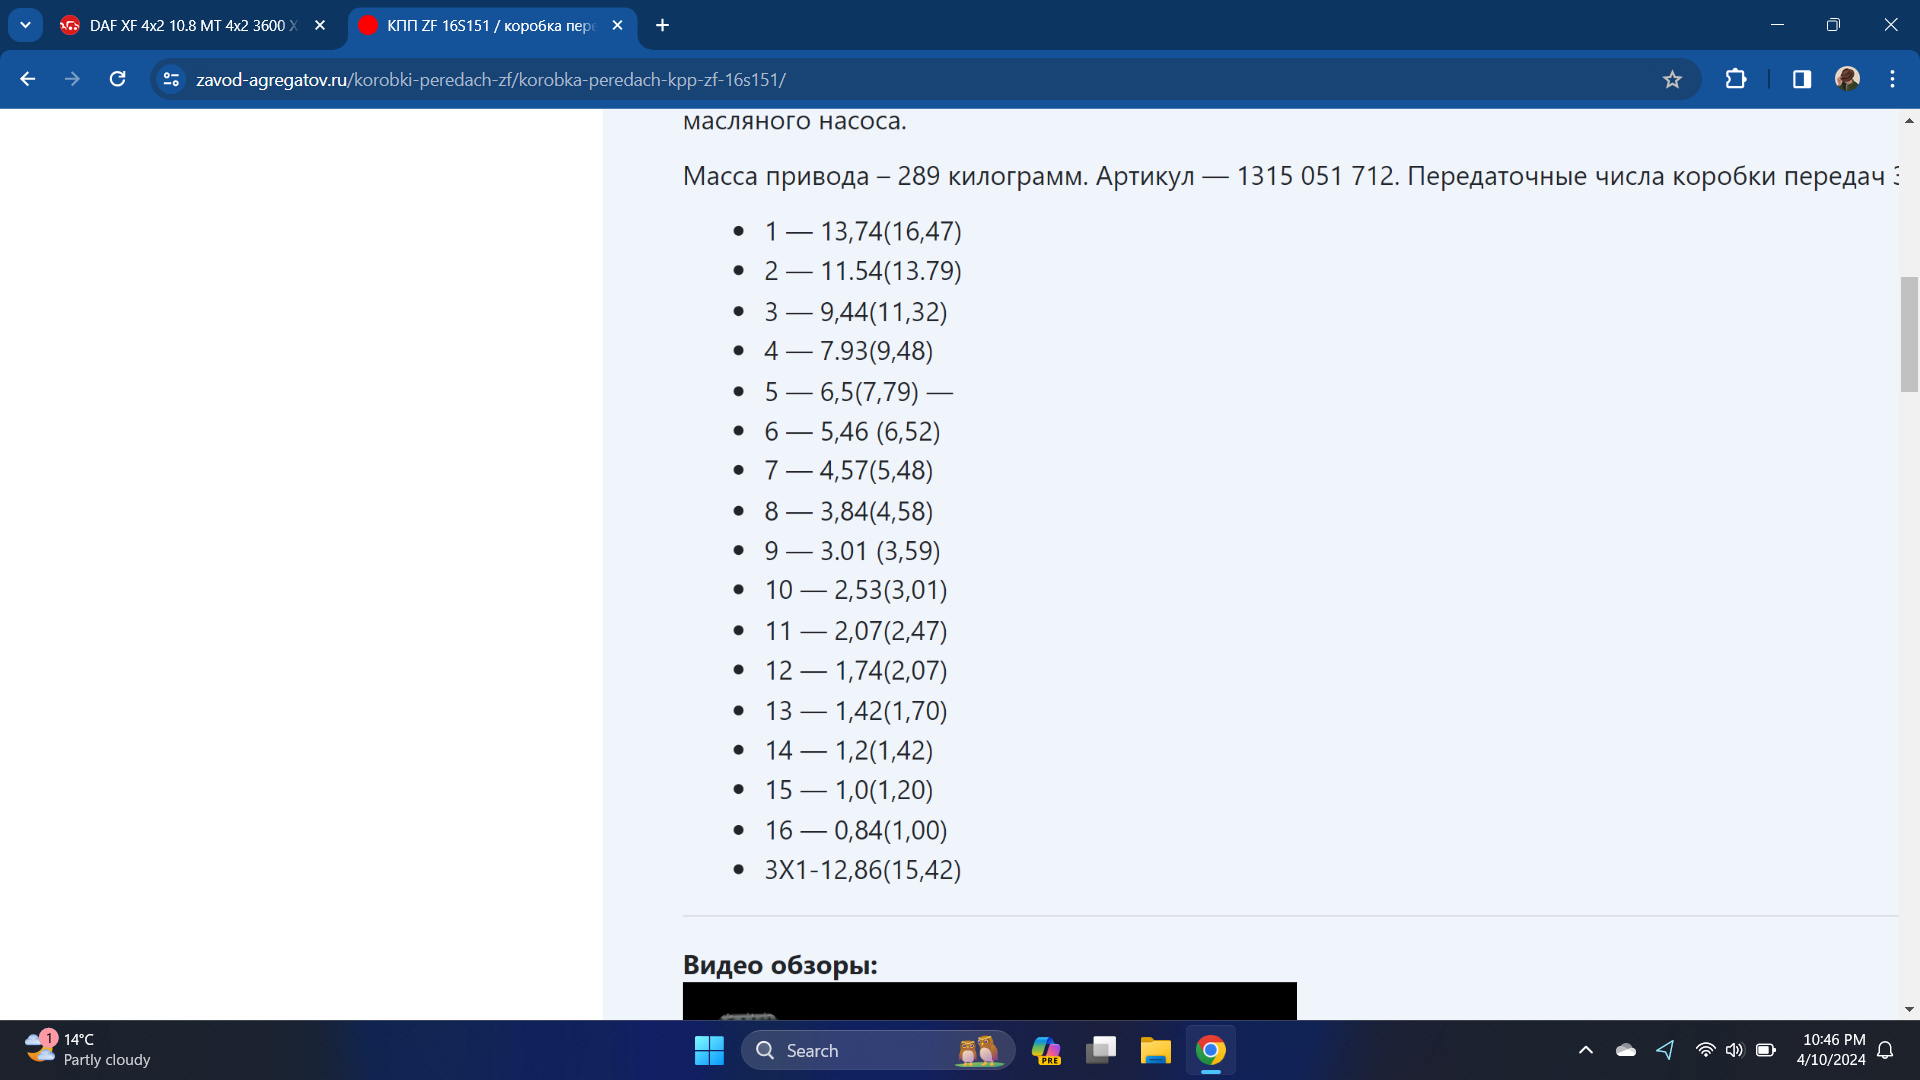 DAF XF 4x2 10.8 MT 4x2 3600
КПП ZF 16S151 / коробка пере
zavod-agregatov.ru/korobki-peredach-zf/korobka-peredach-kpp-zf-16s151/
масляного насоса.
Масса привода – 289 килограмм. Артикул — 1315 051 712. Передаточные числа коробки передач
1 — 13,74(16,47)
2 — 11.54(13.79)
3 — 9,44(11,32)
4 — 7.93(9,48)
5 — 6,5(7,79) —
6 — 5,46 (6,52)
7 — 4,57(5,48)
8 — 3,84(4,58)
9 — 3.01 (3,59)
10 — 2,53(3,01)
11 — 2,07(2,47)
12 — 1,74(2,07)
13 — 1,42(1,70)
14 — 1,2(1,42)
15 — 1,0(1,20)
16 — 0,84(1,00)
3X1-12,86(15,42)
Видео обзоры:
1
14°C
Partly cloudy
Search
PRE
10:46 PM
4/10/2024